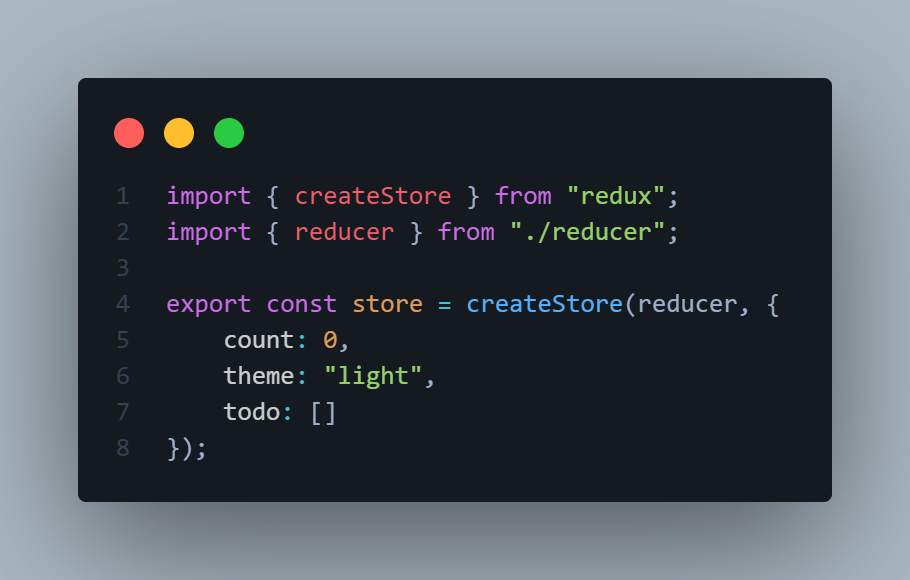 1 import { createStore } from "redux";
2 import { reducer } from "./reducer";
3
4 export const store = createStore(reducer, {
5     count: 0,
6     theme: "light",
7     todo: []
8 });